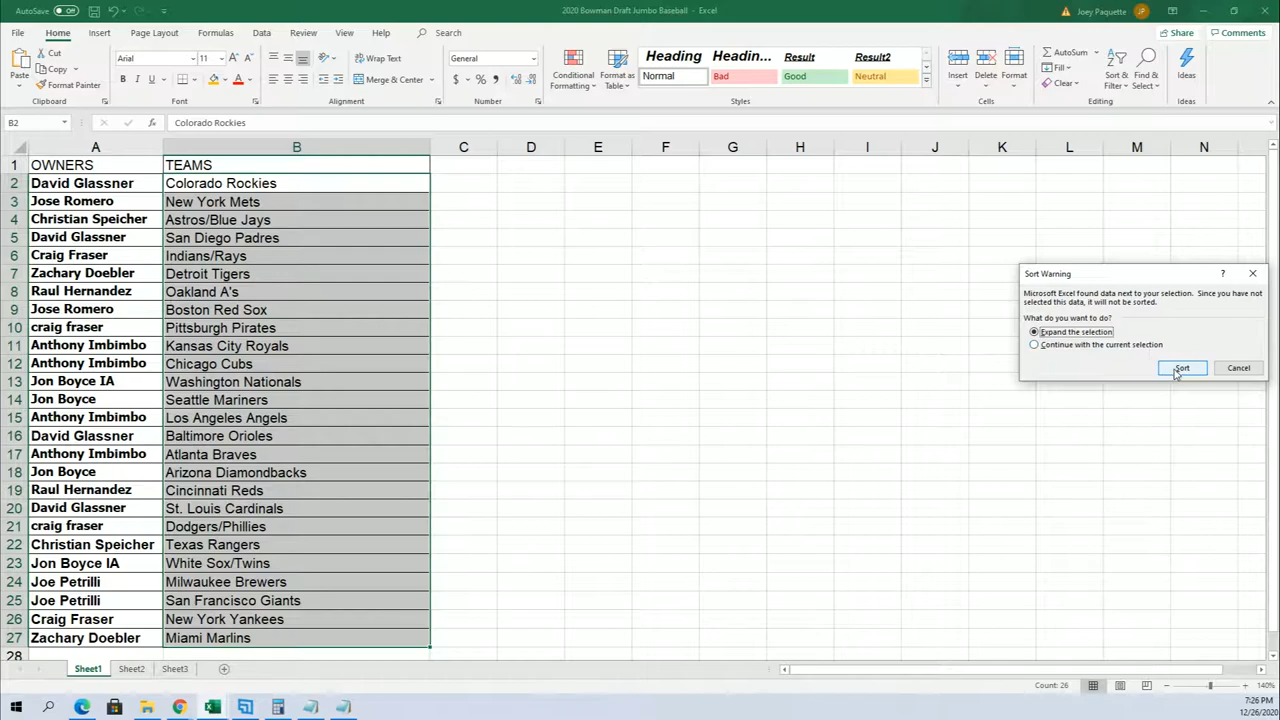 AutoSave Off 2020 Bowman Draft Jumbo Baseball - Excel Joey Paquette JP
File Home Insert Page Layout Formulas Data Review View Help Search Share Comments
Paste Cut Copy Format Painter Clipboard
Arial 11 A A B I U A Font
ab Wrap Text Merge & Center Alignment
General $ % , Number
Conditional Formatting Format as Table
Heading Headin... Result Result2
Normal Bad Good Neutral
Styles
Insert Delete Format Cells
AutoSum Fill Clear Sort & Filter Find & Select Editing
Ideas Ideas
B2 fx Colorado Rockies
A B C D E F G H I J K L M N
1 OWNERS TEAMS
2 David Glassner Colorado Rockies
3 Jose Romero New York Mets
4 Christian Speicher Astros/Blue Jays
5 David Glassner San Diego Padres
6 Craig Fraser Indians/Rays
7 Zachary Doebler Detroit Tigers
8 Raul Hernandez Oakland A's
9 Jose Romero Boston Red Sox
10 craig fraser Pittsburgh Pirates
11 Anthony Imbimbo Kansas City Royals
12 Anthony Imbimbo Chicago Cubs
13 Jon Boyce IA Washington Nationals
14 Jon Boyce Seattle Mariners
15 Anthony Imbimbo Los Angeles Angels
16 David Glassner Baltimore Orioles
17 Anthony Imbimbo Atlanta Braves
18 Jon Boyce Arizona Diamondbacks
19 Raul Hernandez Cincinnati Reds
20 David Glassner St. Louis Cardinals
21 craig fraser Dodgers/Phillies
22 Christian Speicher Texas Rangers
23 Jon Boyce IA White Sox/Twins
24 Joe Petrilli Milwaukee Brewers
25 Joe Petrilli San Francisco Giants
26 Craig Fraser New York Yankees
27 Zachary Doebler Miami Marlins
28
Sort Warning ?
Microsoft Excel found data next to your selection. Since you have not
selected this data, it will not be sorted.
What do you want to do?
Expand the selection
Continue with the current selection
Sort Cancel
Sheet1 Sheet2 Sheet3
Count: 26 140%
7:26 PM
12/26/2020